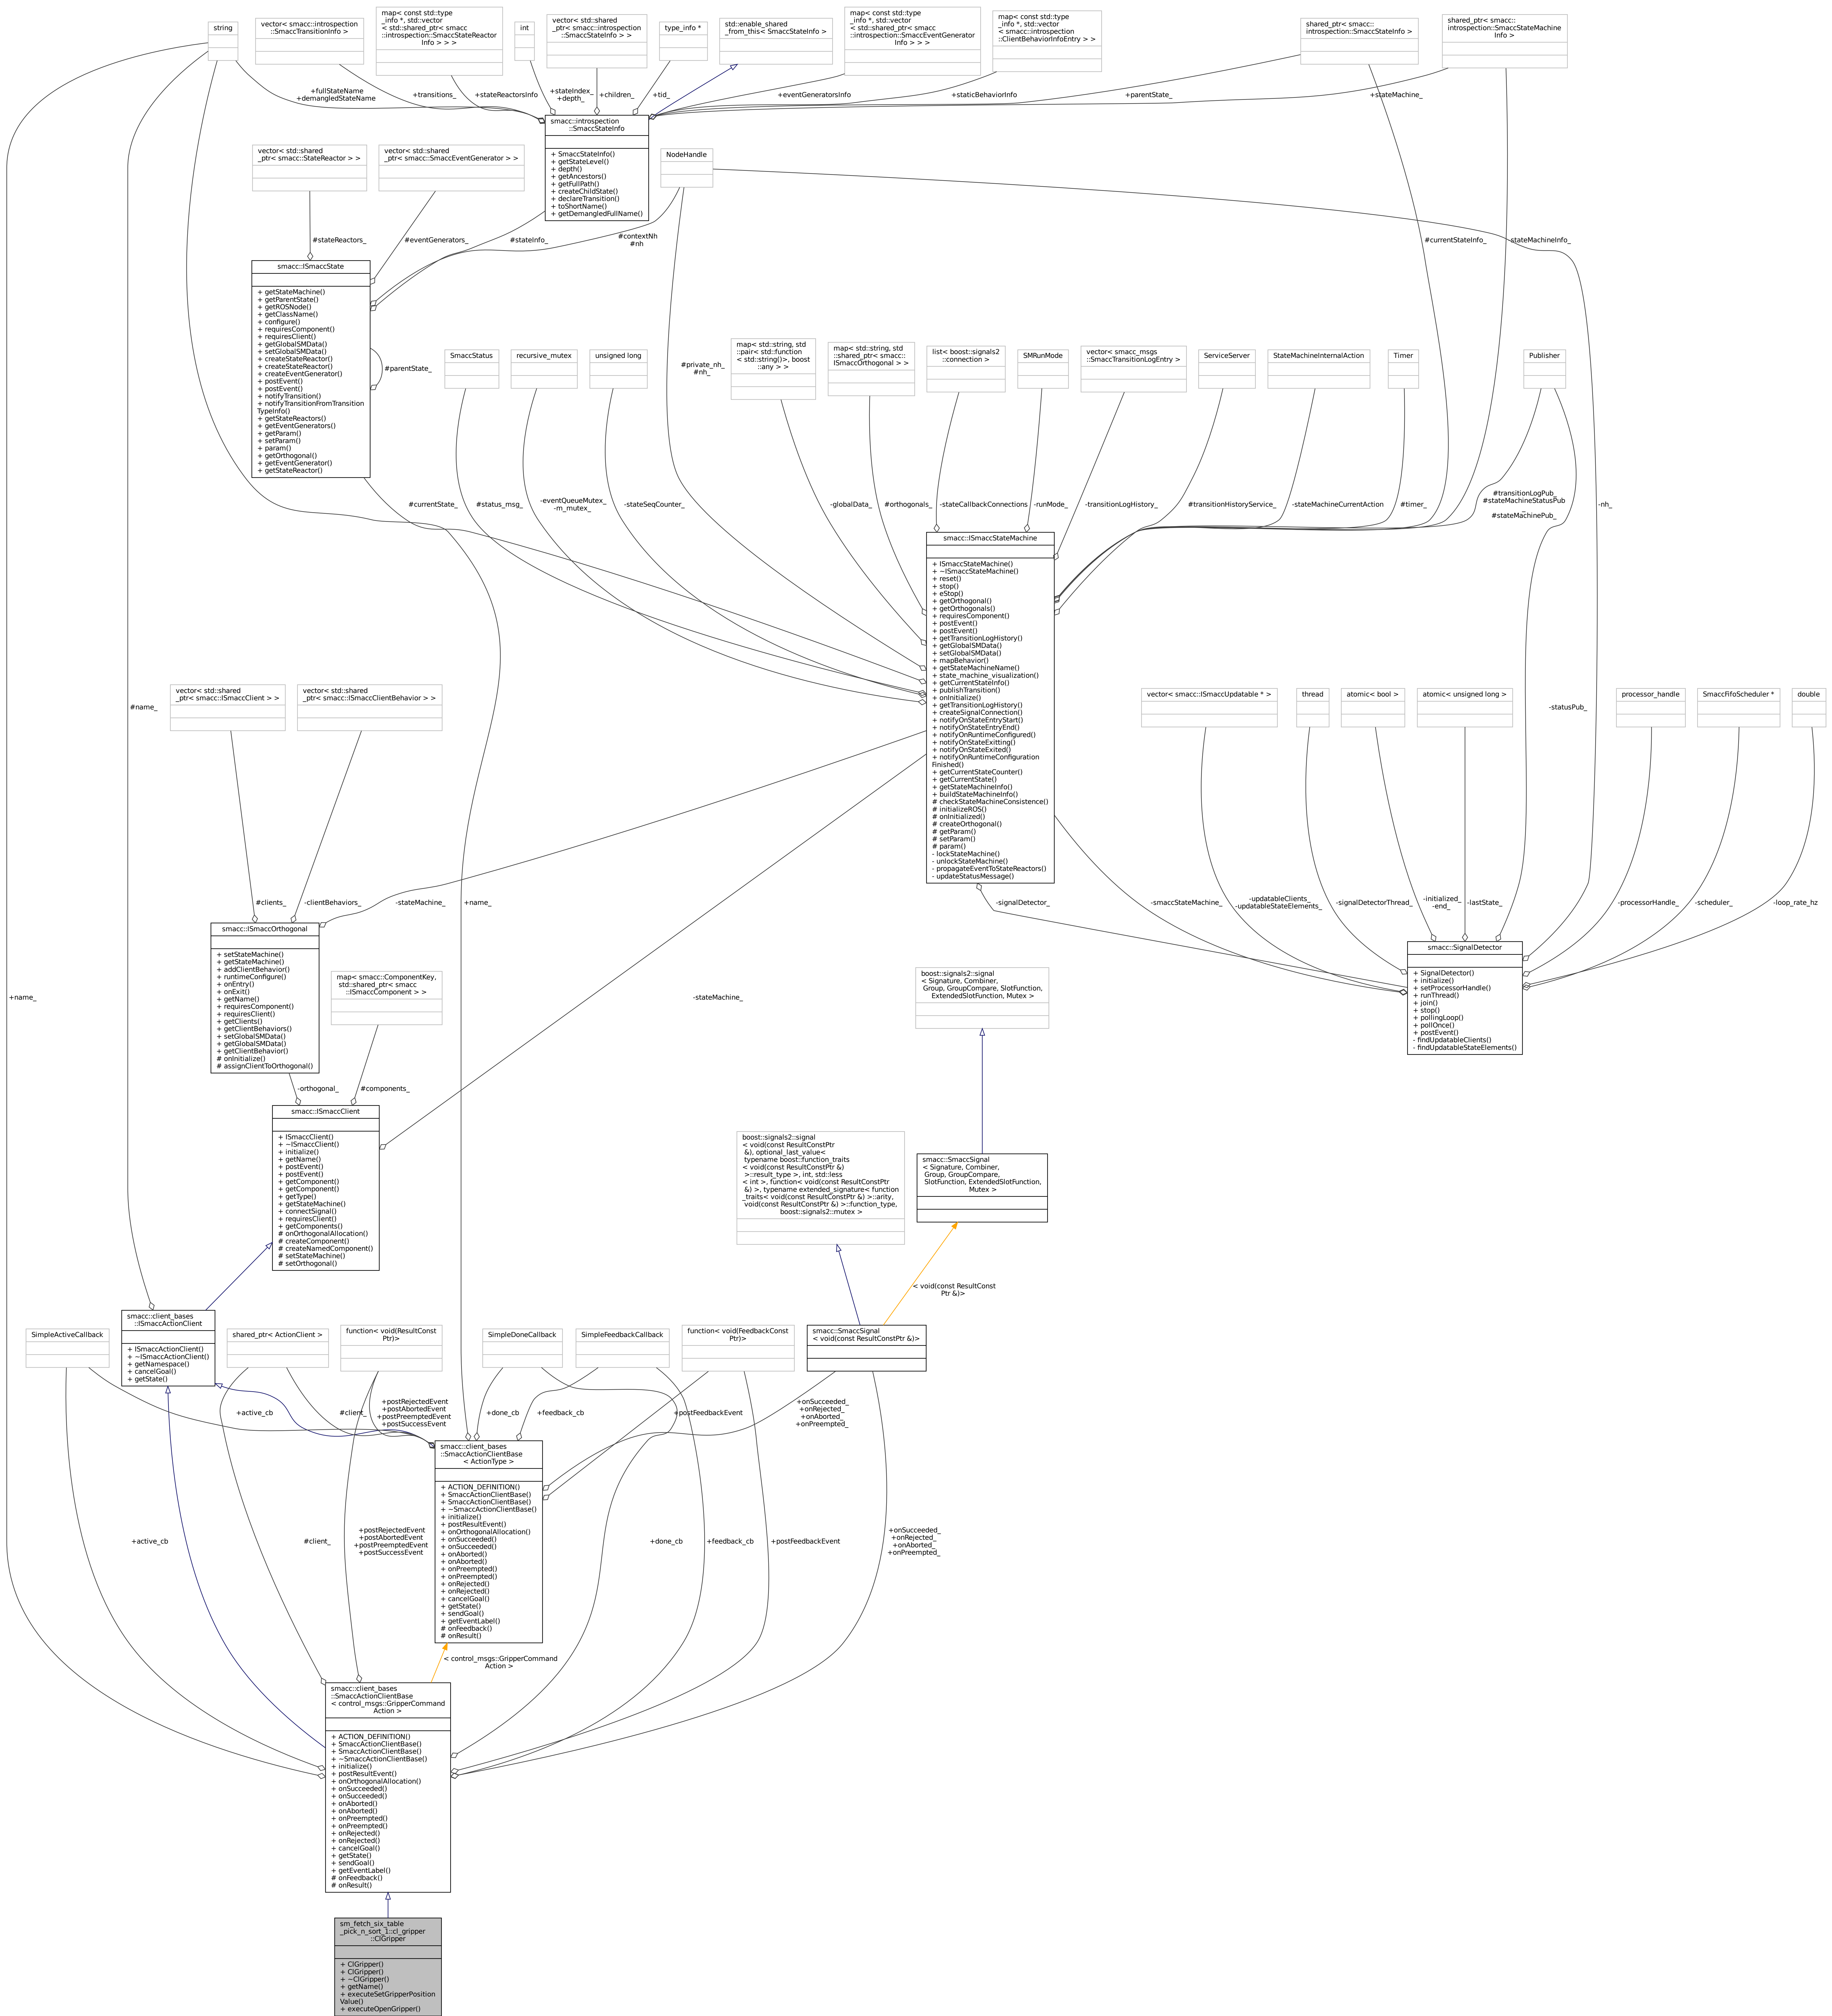 string
vector< smacc::introspection
::SmaccTransitionInfo >
map< const std::type
_info *, std::vector
< std::shared_ptr< smacc
::introspection::SmaccStateReactor
Info > > >
int
vector< std::shared
_ptr< smacc::introspection
::SmaccStateInfo > >
type_info *
std::enable_shared
_from_this< SmaccStateInfo >
map< const std::type
_info *, std::vector
< std::shared_ptr< smacc
::introspection::SmaccEventGenerator
Info > > >
map< const std::type
_info *, std::vector
< smacc::introspection
::ClientBehaviorInfoEntry > >
shared_ptr< smacc::
introspection::SmaccStateInfo >
shared_ptr< smacc::
introspection::SmaccStateMachine
Info >
+fullStateName
+demangledStateName
+transitions_
+stateReactorsInfo
+stateIndex_
+depth_
+children_
+tid_
+eventGeneratorsInfo
+staticBehaviorInfo
+parentState_
+stateMachine_
smacc::introspection
::SmaccStateInfo
+ SmaccStateInfo()
+ getStateLevel()
+ depth()
+ getAncestors()
+ getFullPath()
+ createChildState()
+ declareTransition()
+ toShortName()
+ getDemangledFullName()
vector< std::shared
_ptr< smacc::StateReactor > >
vector< std::shared
_ptr< smacc::SmaccEventGenerator > >
NodeHandle
#stateReactors_
#eventGenerators_
#stateInfo_
#contextNh
#nh
#currentStateInfo_
stateMachineInfo_
smacc::ISmaccState
+ getStateMachine()
+ getParentState()
+ getROSNode()
+ getClassName()
+ configure()
+ requiresComponent()
+ requiresClient()
+ getGlobalSMData()
+ setGlobalSMData()
+ createStateReactor()
+ createStateReactor()
+ createEventGenerator()
+ postEvent()
+ postEvent()
+ notifyTransition()
+ notifyTransitionFromTransition
TypeInfo()
+ getStateReactors()
+ getEventGenerators()
+ getParam()
+ setParam()
+ param()
+ getOrthogonal()
+ getEventGenerator()
+ getStateReactor()
#parentState_
SmaccStatus
recursive_mutex
unsigned long
#private_nh_
#nh_
map< std::string, std
::pair< std::function
< std::string()>, boost
::any > >
map< std::string, std
::shared_ptr< smacc::
ISmaccOrthogonal > >
list< boost::signals2
::connection >
SMRunMode
vector< smacc_msgs
::SmaccTransitionLogEntry >
ServiceServer
StateMachineInternalAction
Timer
Publisher
#currentState_
#status_msg_
-eventQueueMutex_
-m_mutex_
-stateSeqCounter_
-globalData_
#orthogonals_
-stateCallbackConnections
-runMode_
-transitionLogHistory_
#transitionHistoryService_
-stateMachineCurrentAction
#timer_
#transitionLogPub_
#stateMachineStatusPub
_
#stateMachinePub_
-nh_
smacc::ISmaccStateMachine
+ ISmaccStateMachine()
+ ~ISmaccStateMachine()
+ reset()
+ stop()
+ eStop()
+ getOrthogonal()
+ getOrthogonals()
+ requiresComponent()
+ postEvent()
+ postEvent()
+ getTransitionLogHistory()
+ getGlobalSMData()
+ setGlobalSMData()
+ mapBehavior()
+ getStateMachineName()
+ state_machine_visualization()
+ getCurrentStateInfo()
+ publishTransition()
+ onInitialize()
+ getTransitionLogHistory()
+ createSignalConnection()
+ notifyOnStateEntryStart()
+ notifyOnStateEntryEnd()
+ notifyOnRuntimeConfigured()
+ notifyOnStateExitting()
+ notifyOnStateExited()
+ notifyOnRuntimeConfiguration
Finished()
+ getCurrentStateCounter()
+ getCurrentState()
+ getStateMachineInfo()
+ buildStateMachineInfo()
# checkStateMachineConsistence()
# initializeROS()
# onInitialized()
# createOrthogonal()
# getParam()
# setParam()
# param()
- lockStateMachine()
- unlockStateMachine()
- propagateEventToStateReactors()
- updateStatusMessage()
#name_
vector< std::shared
_ptr< smacc::ISmaccClient > >
vector< std::shared
_ptr< smacc::ISmaccClientBehavior > >
vector< smacc::ISmaccUpdatable * >
thread
atomic< bool >
atomic< unsigned long >
-statusPub_
processor_handle
SmaccFifoScheduler *
double
#clients_
-clientBehaviors_
-stateMachine_
+name_
-signalDetector_
-smaccStateMachine_
-updatableClients_
-updatableStateElements_
-signalDetectorThread_
-initialized_
-end_
-lastState_
-processorHandle_
-scheduler_
-loop_rate_hz
smacc::ISmaccOrthogonal
+ setStateMachine()
+ getStateMachine()
+ addClientBehavior()
+ runtimeConfigure()
+ onEntry()
+ onExit()
+ getName()
+ requiresComponent()
+ requiresClient()
+ getClients()
+ getClientBehaviors()
+ setGlobalSMData()
+ getGlobalSMData()
+ getClientBehavior()
# onInitialize()
# assignClientToOrthogonal()
smacc::SignalDetector
+ SignalDetector()
+ initialize()
+ setProcessorHandle()
+ runThread()
+ join()
+ stop()
+ pollingLoop()
+ pollOnce()
+ postEvent()
- findUpdatableClients()
- findUpdatableStateElements()
map< smacc::ComponentKey,
std::shared_ptr< smacc
::ISmaccComponent > >
+name_
-stateMachine_
boost::signals2::signal
< Signature, Combiner,
Group, GroupCompare, SlotFunction,
ExtendedSlotFunction, Mutex >
-orthogonal_
#components_
smacc::ISmaccClient
+ ISmaccClient()
+ ~ISmaccClient()
+ initialize()
+ getName()
+ postEvent()
+ postEvent()
+ getComponent()
+ getComponent()
+ getType()
+ getStateMachine()
+ connectSignal()
+ requiresClient()
+ getComponents()
# onOrthogonalAllocation()
# createComponent()
# createNamedComponent()
# setStateMachine()
# setOrthogonal()
boost::signals2::signal
< void(const ResultConstPtr
&), optional_last_value<
typename boost::function_traits
< void(const ResultConstPtr &)
>::result_type >, int, std::less
< int >, function< void(const ResultConstPtr
&) >, typename extended_signature< function
_traits< void(const ResultConstPtr &) >::arity,
void(const ResultConstPtr &) >::function_type,
boost::signals2::mutex >
smacc::SmaccSignal
< Signature, Combiner,
Group, GroupCompare,
SlotFunction, ExtendedSlotFunction,
Mutex >
< void(const ResultConst
Ptr &)>
smacc::client_bases
::ISmaccActionClient
+ ISmaccActionClient()
+ ~ISmaccActionClient()
+ getNamespace()
+ cancelGoal()
+ getState()
SimpleActiveCallback
shared_ptr< ActionClient >
function< void(ResultConst
Ptr)>
SimpleDoneCallback
SimpleFeedbackCallback
function< void(FeedbackConst
Ptr)>
smacc::SmaccSignal
< void(const ResultConstPtr &)>
+active_cb
#client_
+postRejectedEvent
+postAbortedEvent
+postPreemptedEvent
+postSuccessEvent
+done_cb
+feedback_cb
+postFeedbackEvent
+onSucceeded_
+onRejected_
+onAborted_
+onPreempted_
smacc::client_bases
::SmaccActionClientBase
< ActionType >
+ ACTION_DEFINITION()
+ SmaccActionClientBase()
+ SmaccActionClientBase()
+ ~SmaccActionClientBase()
+ initialize()
+ postResultEvent()
+ onOrthogonalAllocation()
+ onSucceeded()
+ onSucceeded()
+ onAborted()
+ onAborted()
+ onPreempted()
+ onPreempted()
+ onRejected()
+ onRejected()
+ cancelGoal()
+ getState()
+ sendGoal()
+ getEventLabel()
# onFeedback()
# onResult()
+active_cb
#client_
+postRejectedEvent
+postAbortedEvent
+postPreemptedEvent
+postSuccessEvent
+done_cb
+feedback_cb
+postFeedbackEvent
+onSucceeded_
+onRejected_
+onAborted_
+onPreempted_
< control_msgs::GripperCommand
Action >
smacc::client_bases
::SmaccActionClientBase
< control_msgs::GripperCommand
Action >
+ ACTION_DEFINITION()
+ SmaccActionClientBase()
+ SmaccActionClientBase()
+ ~SmaccActionClientBase()
+ initialize()
+ postResultEvent()
+ onOrthogonalAllocation()
+ onSucceeded()
+ onSucceeded()
+ onAborted()
+ onAborted()
+ onPreempted()
+ onPreempted()
+ onRejected()
+ onRejected()
+ cancelGoal()
+ getState()
+ sendGoal()
+ getEventLabel()
# onFeedback()
# onResult()
sm_fetch_six_table
_pick_n_sort_1::cl_gripper
::ClGripper
+ ClGripper()
+ ClGripper()
+ ~ClGripper()
+ getName()
+ executeSetGripperPosition
Value()
+ executeOpenGripper()